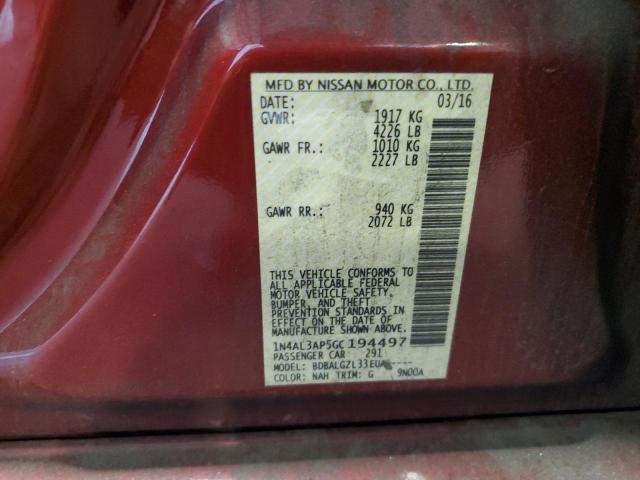 MFD BY NISSAN MOTOR CO., LTD.
DATE: 03/16
GVWR: 1917 KG
4226 LB
GAWR FR.: 1010 KG
2227 LB
GAWR RR.: 940 KG
2072 LB
THIS VEHICLE CONFORMS TO
ALL APPLICABLE FEDERAL
MOTOR VEHICLE SAFETY,
BUMPER, AND THEFT
PREVENTION STANDARDS IN
EFFECT ON THE DATE OF
MANUFACTURE SHOWN ABOVE.
1N4AL3AP5GC194497
PASSENGER CAR 291
MODEL: BDBALGZL33EUA-----
COLOR: NAH TRIM: G 9N00A